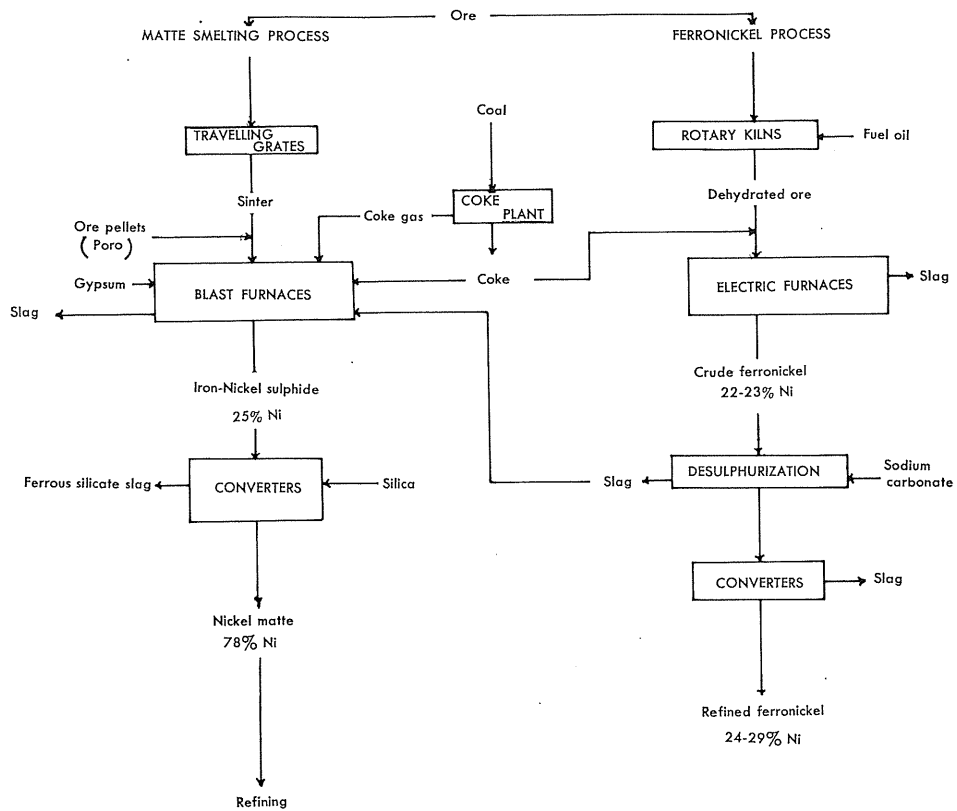 Ore
MATTE SMELTING PROCESS
FERRONICKEL PROCESS
Coal
TRAVELLING
GRATES
ROTARY KILNS
Fuel oil
Sinter
COKE
PLANT
Dehydrated ore
Coke gas
Ore pellets
(Poro)
Gypsum
BLAST FURNACES
Coke
ELECTRIC FURNACES
Slag
Slag
Iron-Nickel sulphide
25% Ni
Crude ferronickel
22-23% Ni
Ferrous silicate slag
CONVERTERS
Silica
Slag
DESULPHURIZATION
Sodium
carbonate
CONVERTERS
Slag
Nickel matte
78% Ni
Refined ferronickel
24-29% Ni
Refining